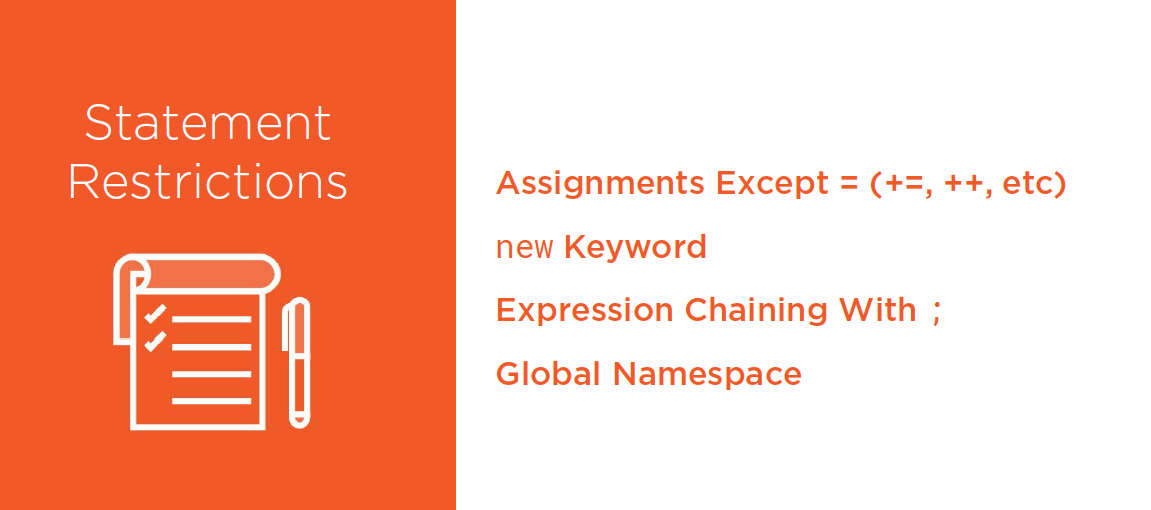 Statement
Restrictions
Assignments Except = (+=, ++, etc)
new Keyword
Expression Chaining With ;
Global Namespace